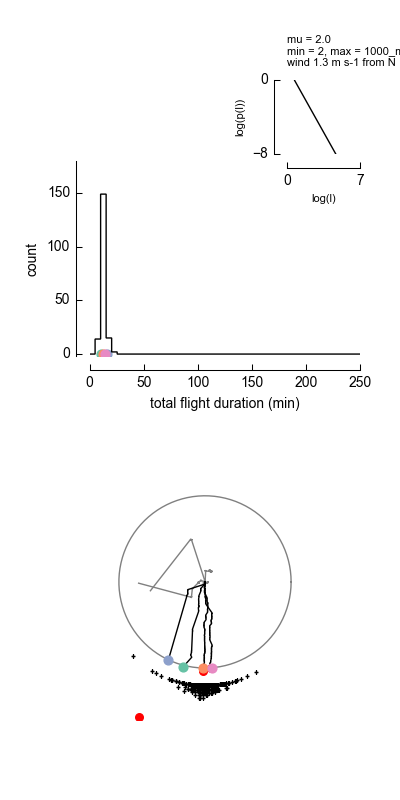 mu = 2.0
min = 2, max = 1000_m
wind 1.3 m s-1 from N
0
−8
log(p(l))
0
7
log(l)
150
100
50
0
count
0
50
100
150
200
250
total flight duration (min)